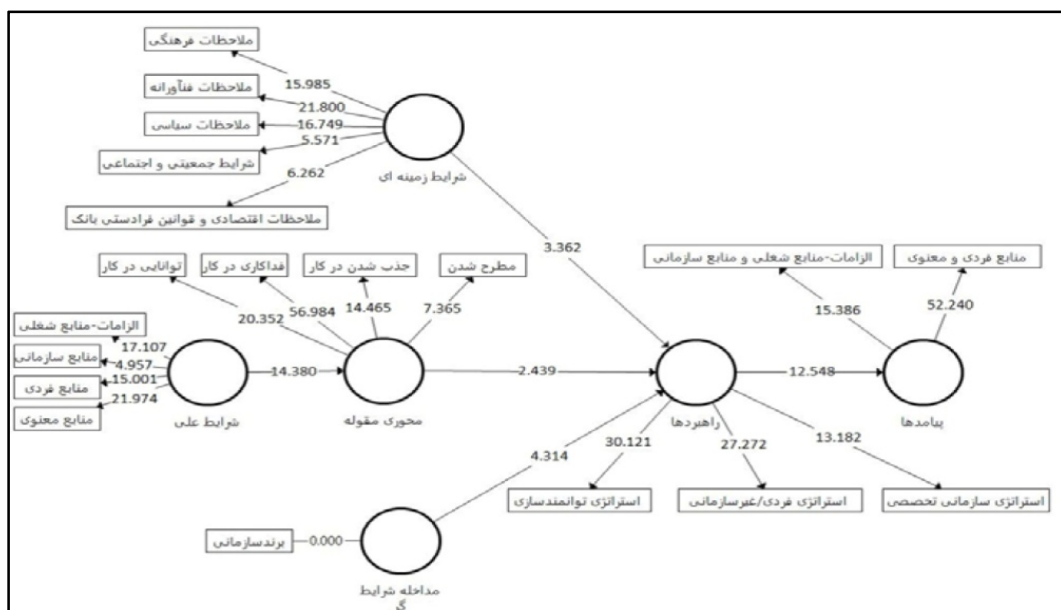 ملاحظات فرهنگی
15.985
ملاحظات فنآورانه
21.800
ملاحظات سیاسی
16.749
5.571
شرایط جمعیتی و اجتماعی
6.262
شرایط زمینه ای
ملاحظات اقتصادی و قوانین فرادستی بانک
3.362
توانایی در کار
فداکاری در کار
جذب شدن در کار
مطرح شدن
الزامات-منابع شغلی و منابع سازمانی
منابع فردی و معنوی
20.352
56.984
14.465
7.365
15.386
52.240
الزامات-منابع شغلی
17.107
منابع سازمانی
4.957
منابع فردی
15.001
منابع معنوی
21.974
14.380
2.439
12.548
شرایط علی
محوری مقوله
راهبردها
پیامدها
4.314
30.121
27.272
13.182
استراتژی توانمندسازی
استراتژی فردی/غیرسازمانی
استراتژی سازمانی تخصصی
برندسازمانی
0.000
مداخله شرایط
گ